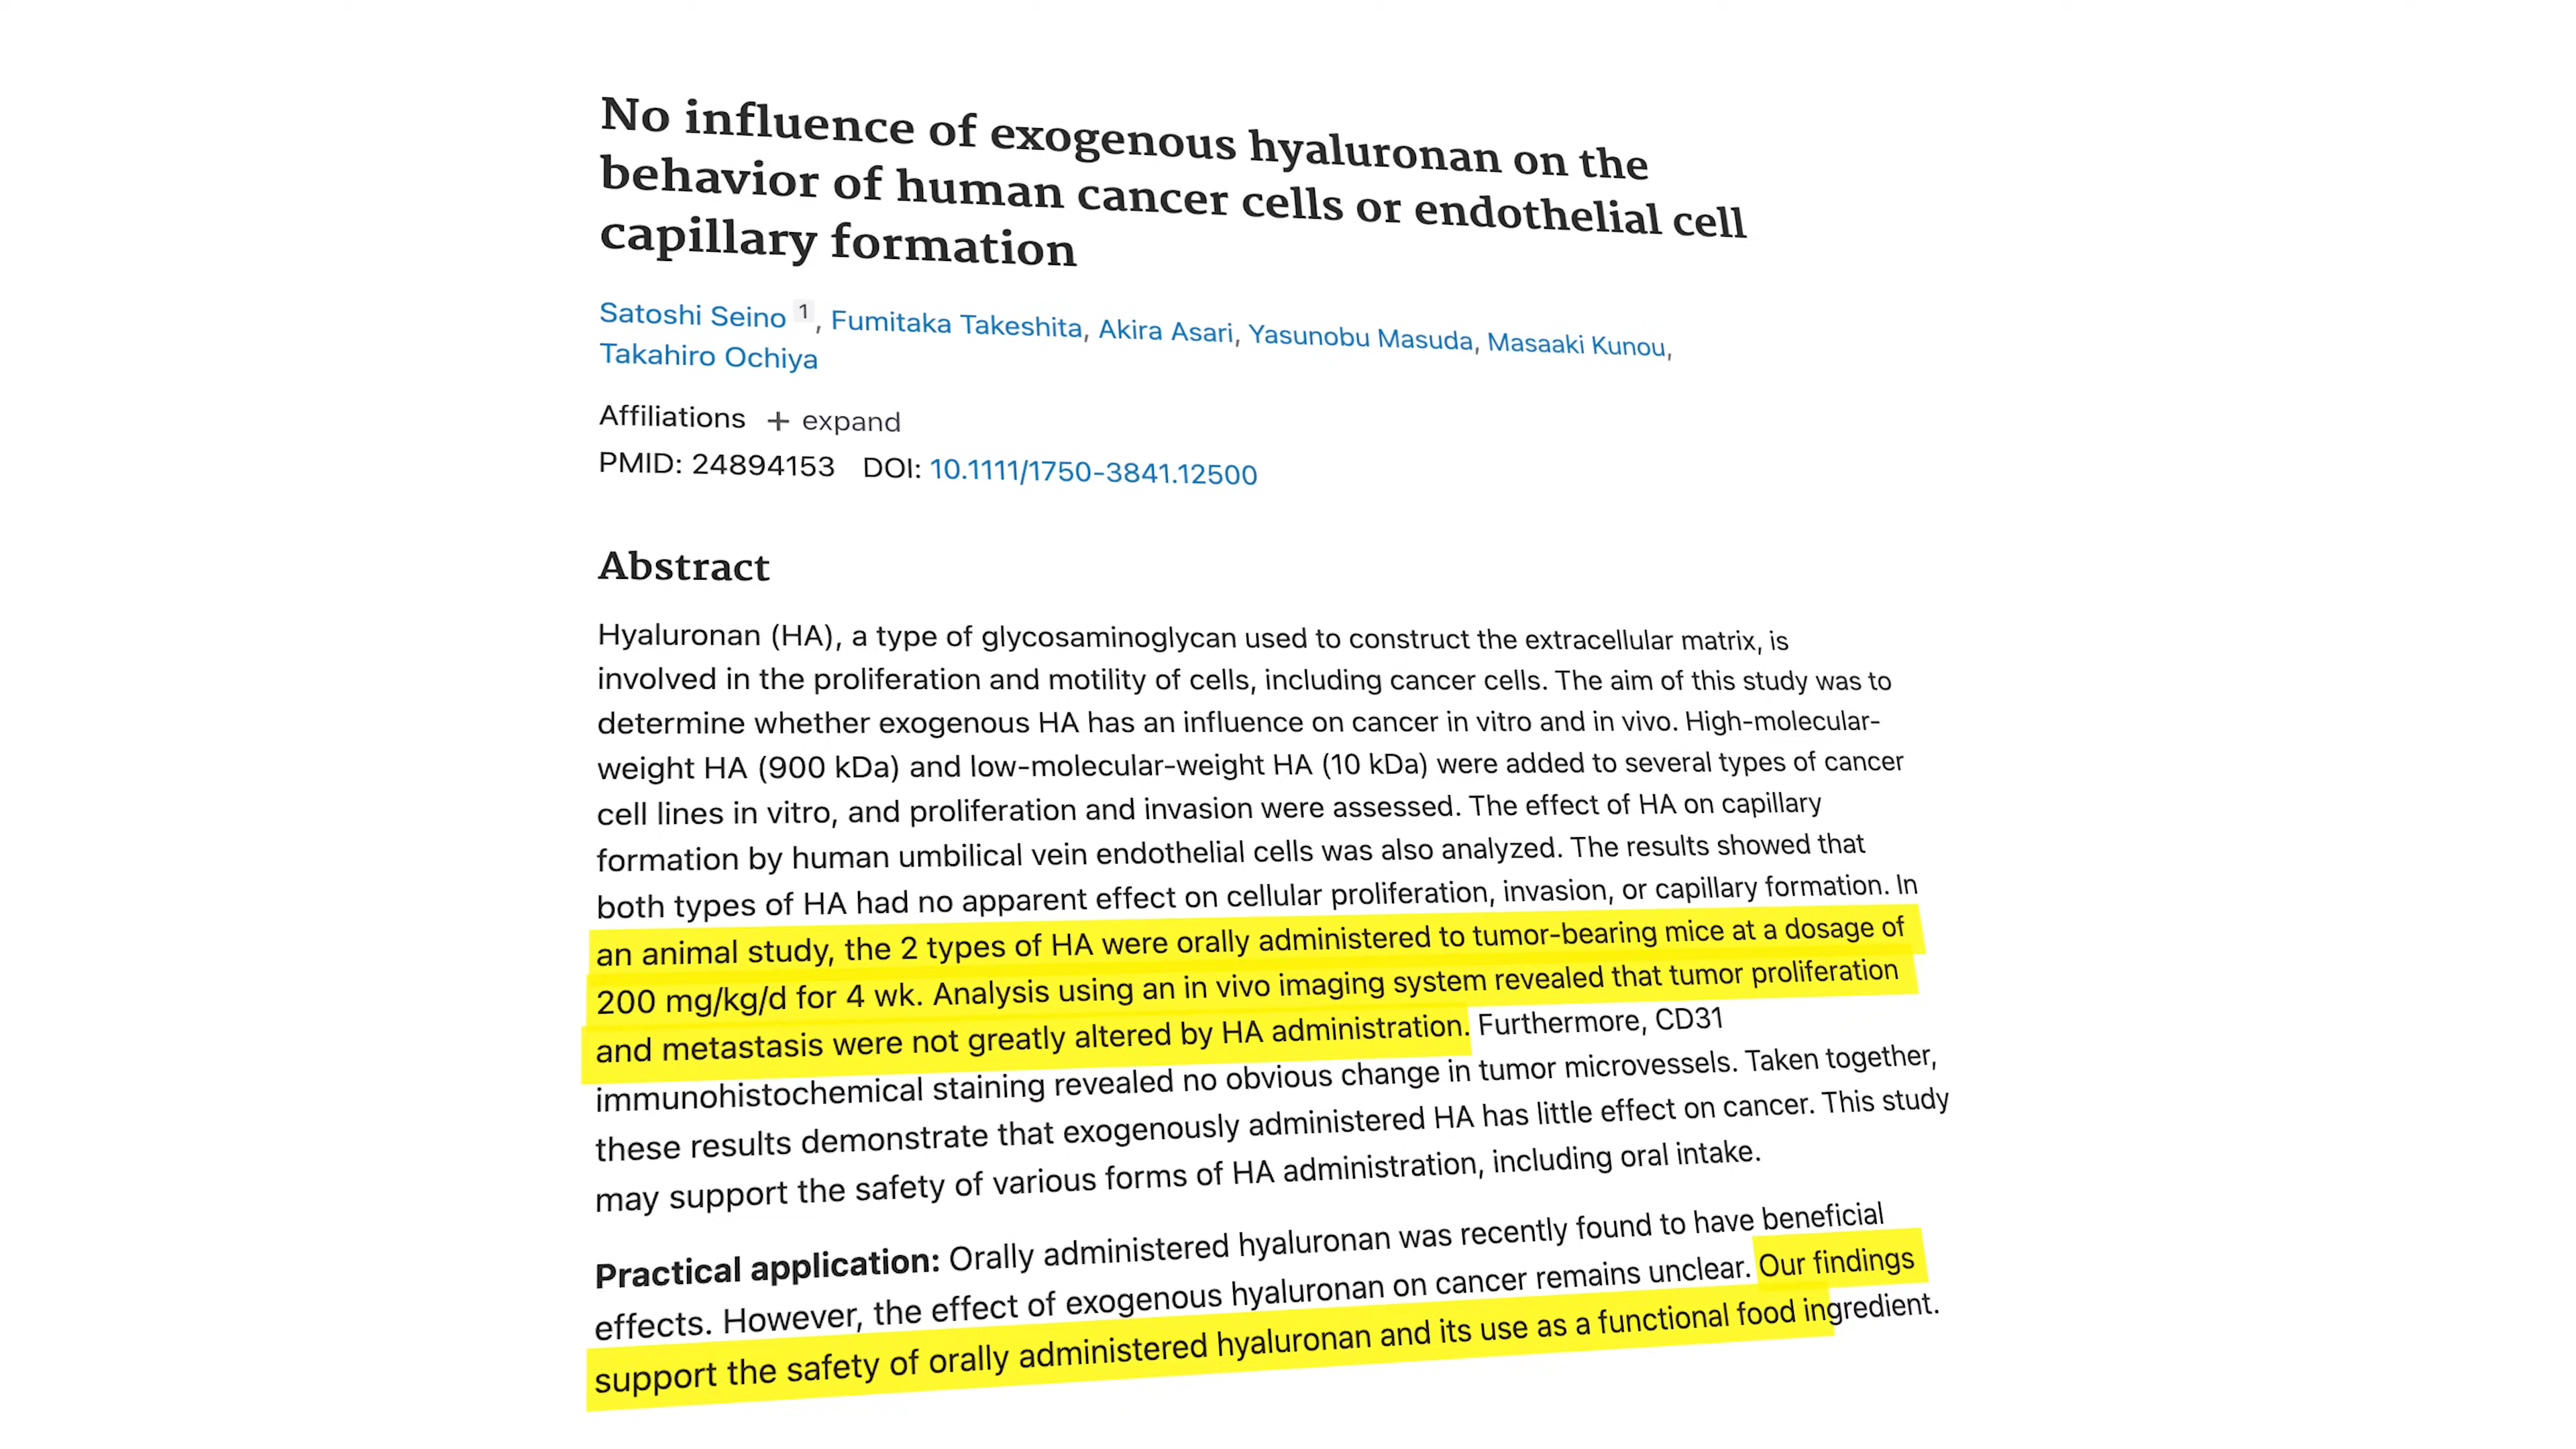 No influence of exogenous hyaluronan on the
behavior of human cancer cells or endothelial cell
capillary formation
Satoshi Seino 1, Fumitaka Takeshita, Akira Asari, Yasunobu Masuda, Masaaki Kunou,
Takahiro Ochiya
Affiliations + expand
PMID: 24894153 DOI: 10.1111/1750-3841.12500
Abstract
Hyaluronan (HA), a type of glycosaminoglycan used to construct the extracellular matrix, is
involved in the proliferation and motility of cells, including cancer cells. The aim of this study was to
determine whether exogenous HA has an influence on cancer in vitro and in vivo. High-molecular-
weight HA (900 kDa) and low-molecular-weight HA (10 kDa) were added to several types of cancer
cell lines in vitro, and proliferation and invasion were assessed. The effect of HA on capillary
formation by human umbilical vein endothelial cells was also analyzed. The results showed that
both types of HA had no apparent effect on cellular proliferation, invasion, or capillary formation. In
an animal study, the 2 types of HA were orally administered to tumor-bearing mice at a dosage of
200 mg/kg/d for 4 wk. Analysis using an in vivo imaging system revealed that tumor proliferation
and metastasis were not greatly altered by HA administration. Furthermore, CD31
immunohistochemical staining revealed no obvious change in tumor microvessels. Taken together,
these results demonstrate that exogenously administered HA has little effect on cancer. This study
may support the safety of various forms of HA administration, including oral intake.
Practical application: Orally administered hyaluronan was recently found to have beneficial
effects. However, the effect of exogenous hyaluronan on cancer remains unclear. Our findings
support the safety of orally administered hyaluronan and its use as a functional food ingredient.